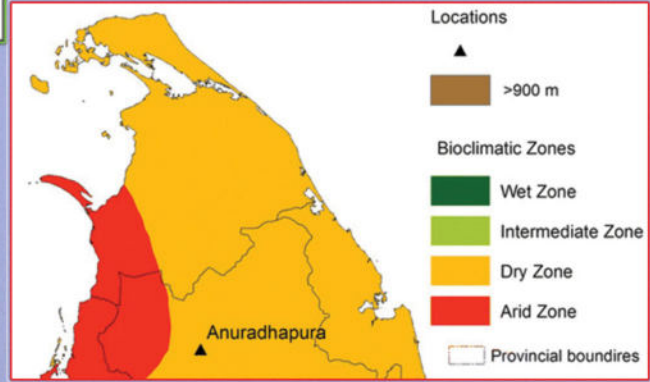 Locations
>900 m
Bioclimatic Zones
Wet Zone
Intermediate Zone
Dry Zone
Arid Zone
Provincial boundires
Anuradhapura